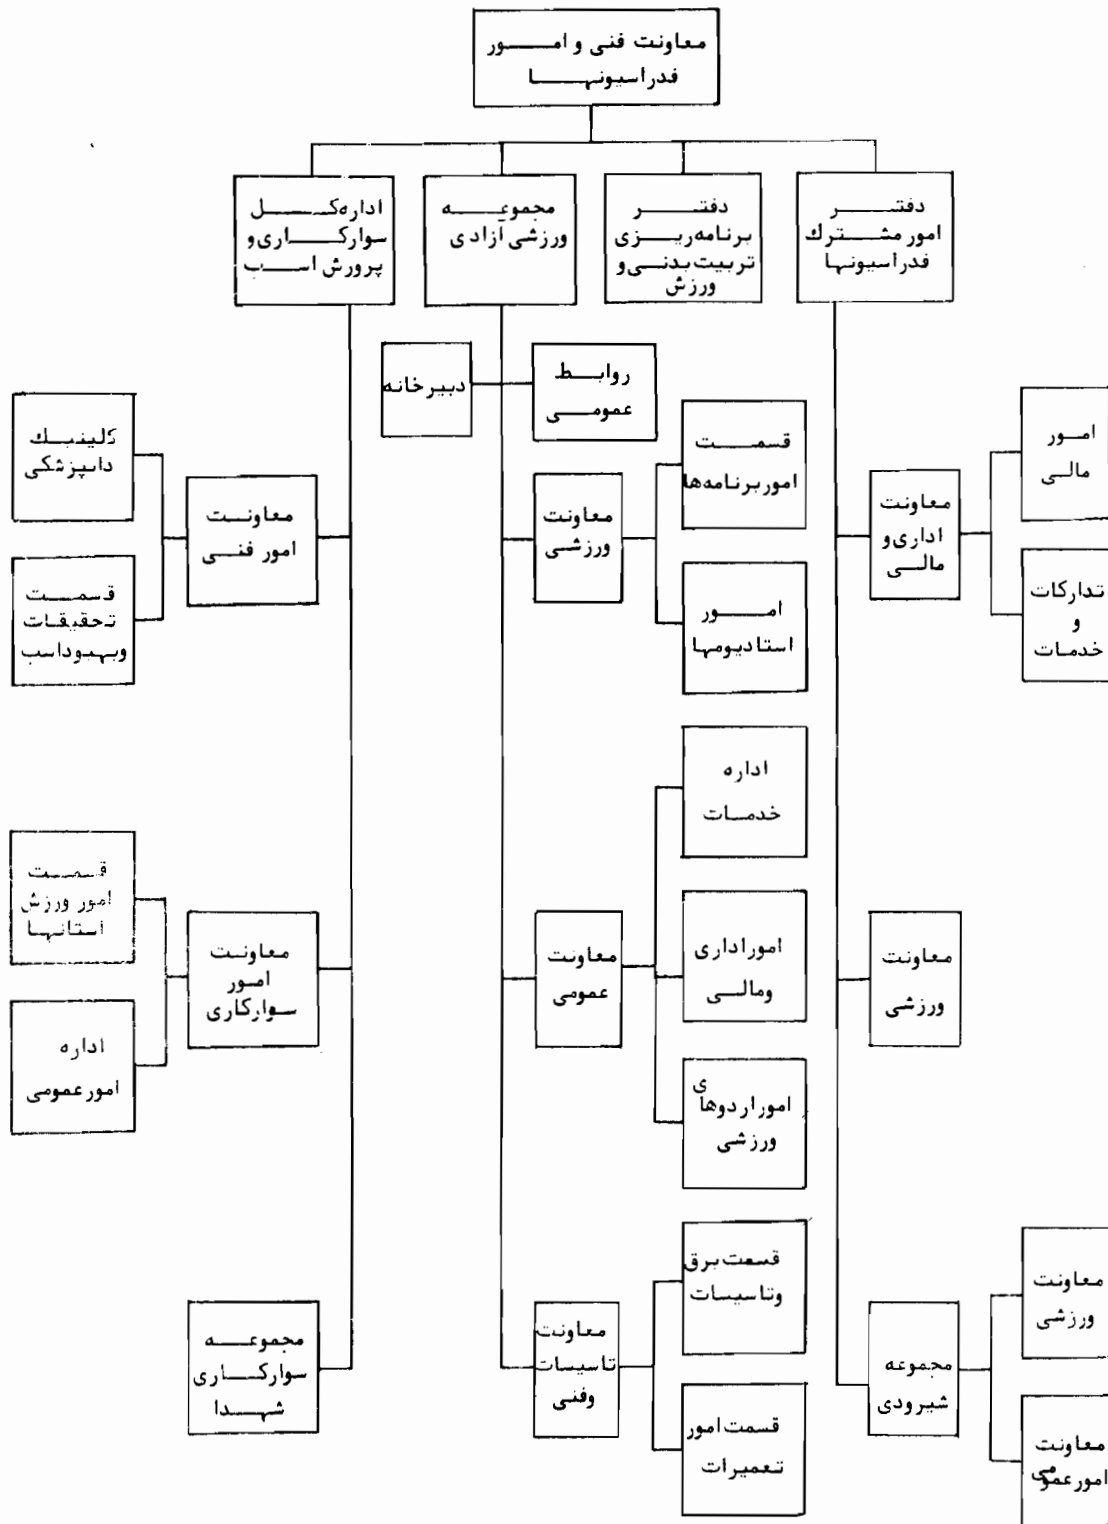 معاونت فنی و امور
فدراسیونها
دفتر
امور مشترك
فدراسیونها
دفتر
برنامه ریزی
تربیت بدنی و
ورزش
مجموعه
ورزشی آزادی
اداره کل
سوارکاری و
پرورش اسب
روابط
عمومی
دبیرخانه
امور
مالی
معاونت
اداری و
مالی
تدارکات
و
خدمات
قسمت
امور برنامه ها
معاونت
ورزشی
امور
استادیومها
کلینیك
دامپزشکی
معاونت
امور فنی
قسمت
تحقیقات
و بهبود اسب
اداره
خدمات
معاونت
ورزشی
معاونت
عمومی
امور اداری
و مالی
امور اردوهای
ورزشی
قسمت
امور ورزش
استانها
معاونت
امور
سوارکاری
اداره
امور عمومی
معاونت
ورزشی
مجموعه
شیرودی
معاونت
امور عمومی
قسمت برق
و تاسیسات
معاونت
تاسیسات
و فنی
قسمت امور
تعمیرات
مجموعه
سوارکاری
شهدا